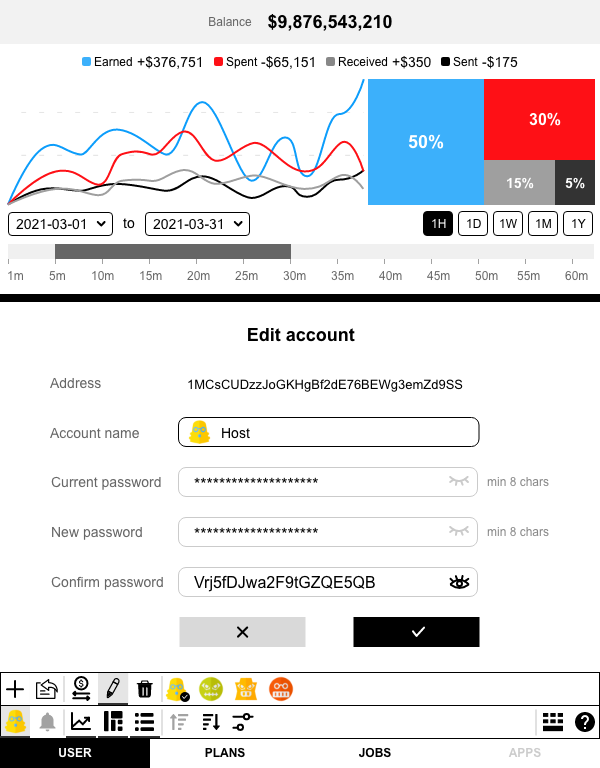 Balance $9,876,543,210
Earned +$376,751 Spent -$65,151 Received +$350 Sent -$175
50% 30%
15% 5%
2021-03-01 to 2021-03-31 1H 1D 1W 1M 1Y
1m 5m 10m 15m 20m 25m 30m 35m 40m 45m 50m 55m 60m
Edit account
Address 1MCsCUDzzJoGKHgBf2dE76BEWg3emZd9SS
Account name Host
Current password ******************** min 8 chars
New password ******************** min 8 chars
Confirm password Vrj5fDJwa2F9tGZQE5QB
USER PLANS JOBS APPS